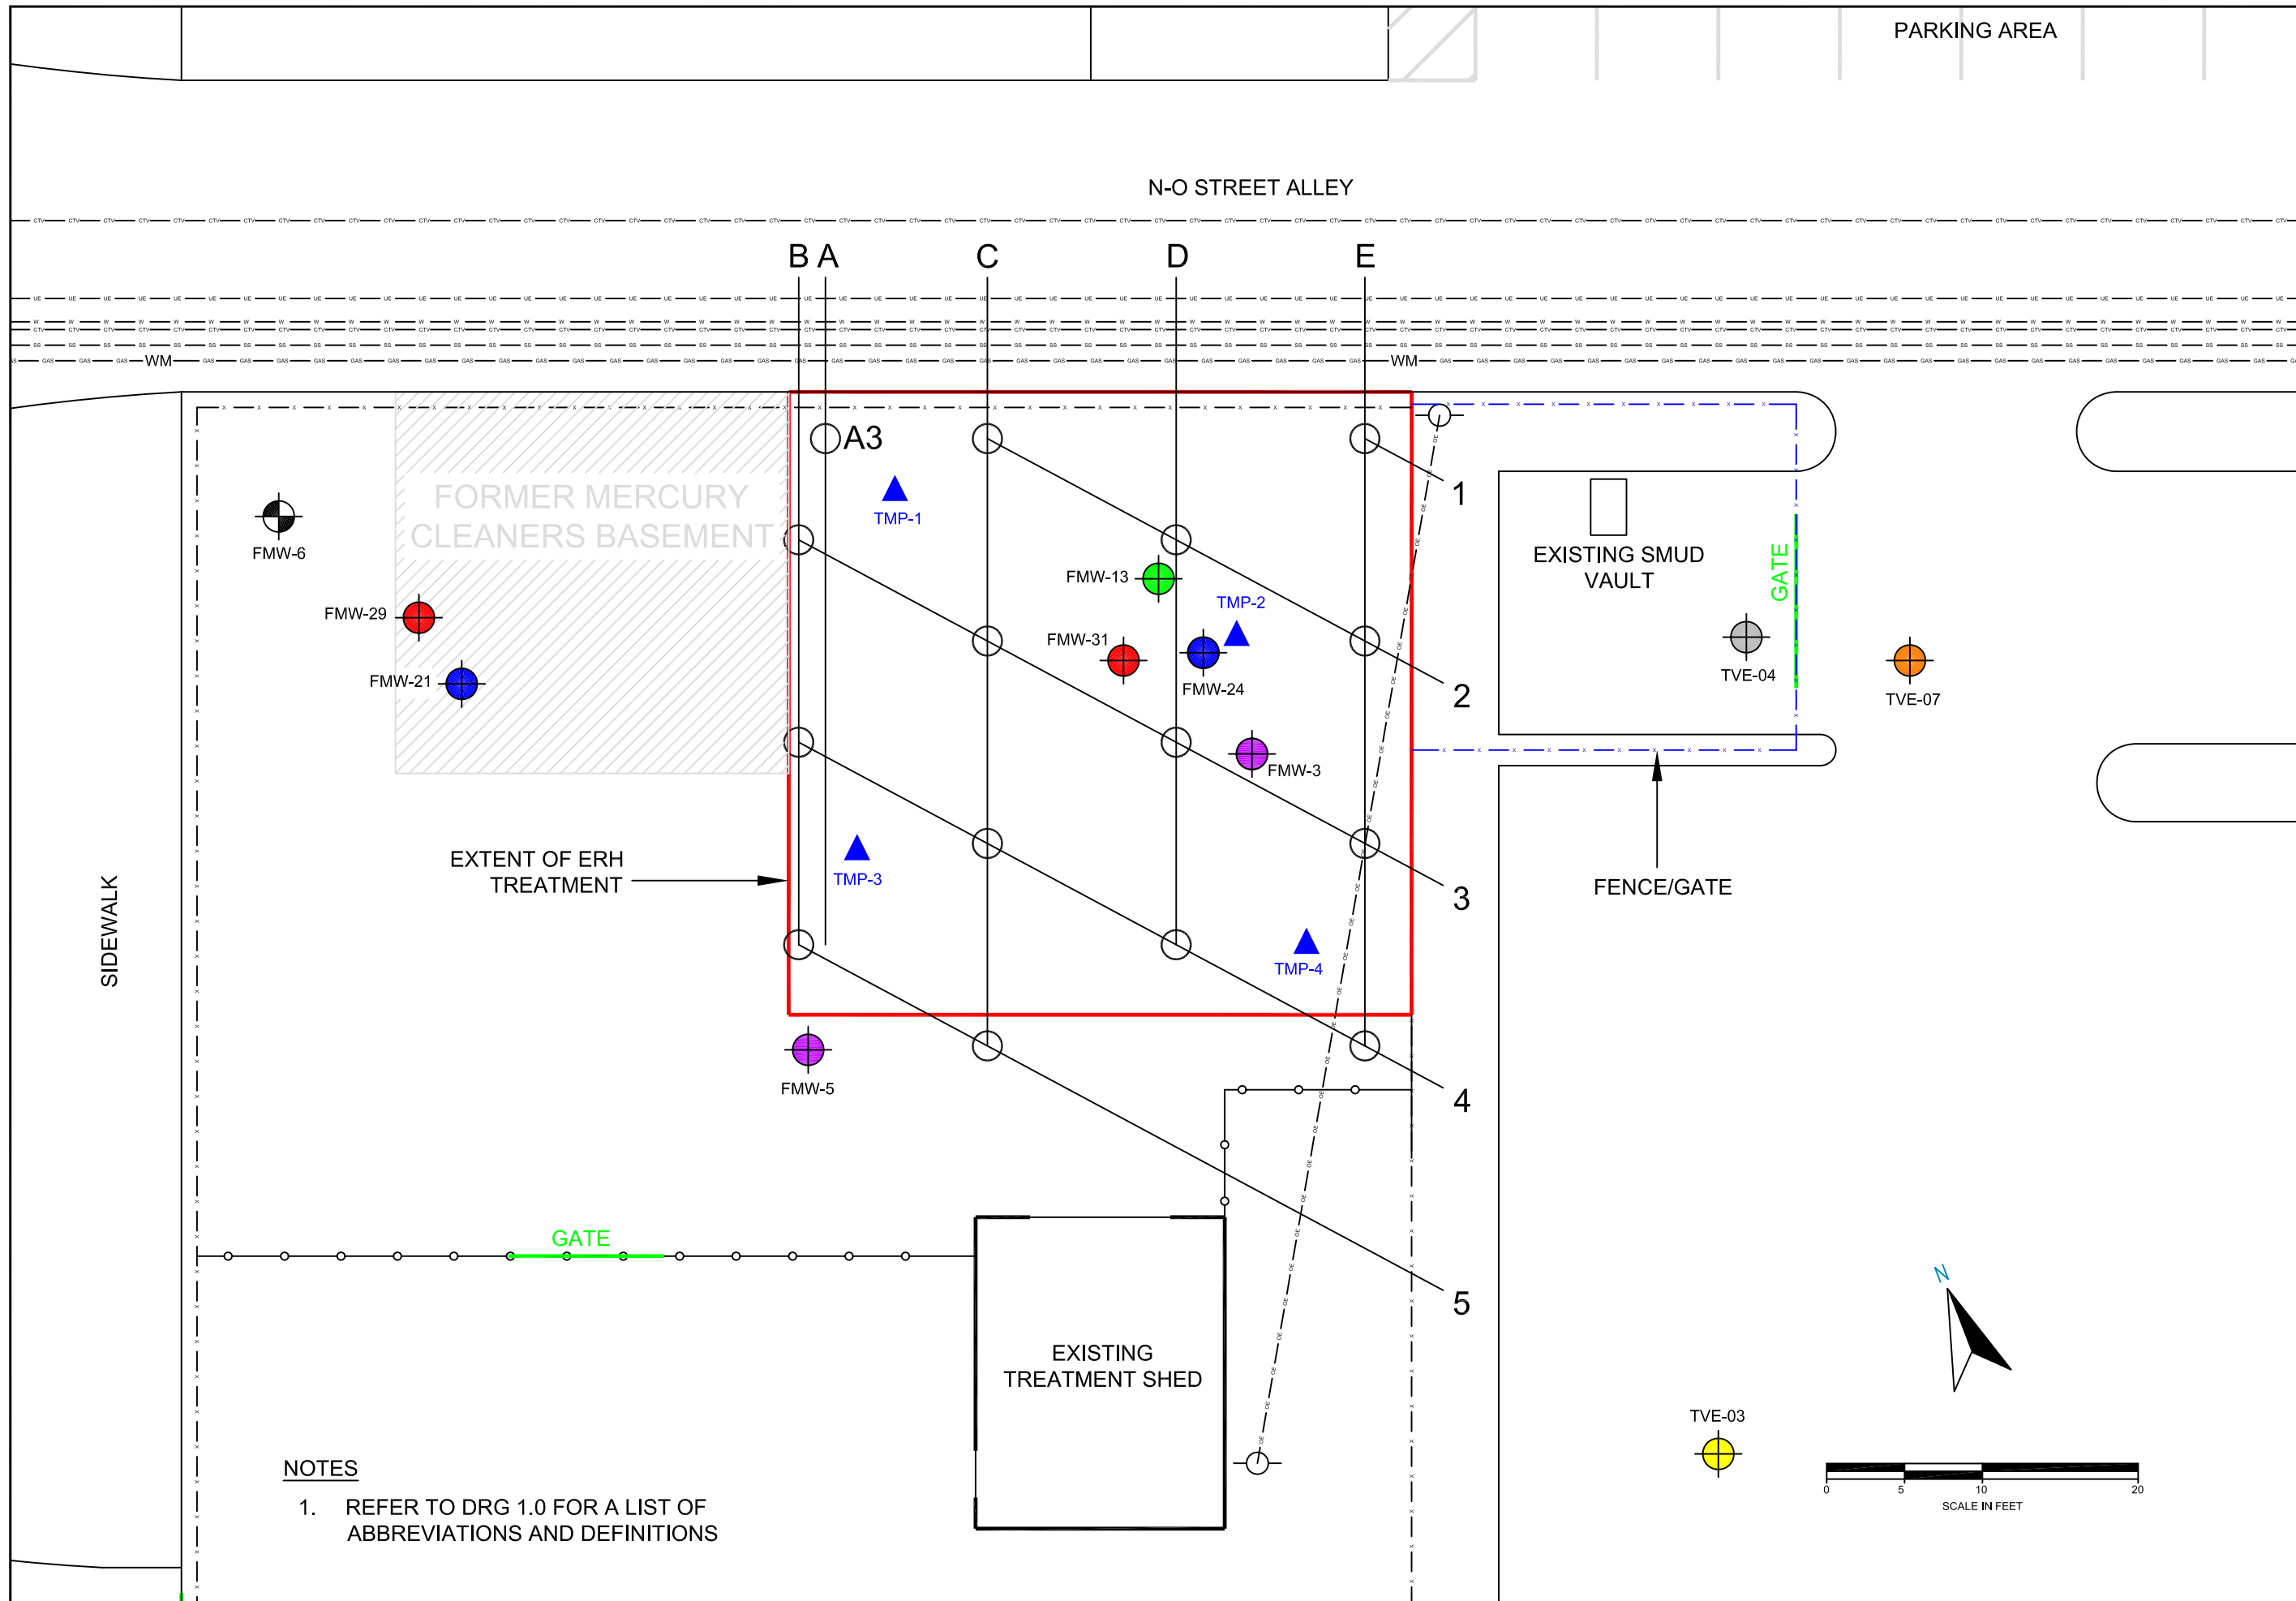 PARKING AREA
N-O STREET ALLEY
B A C D E
WM WM
A3
FORMER MERCURY
CLEANERS BASEMENT
TMP-1
1
FMW-6
EXISTING SMUD
VAULT
GATE
FMW-13
TMP-2
FMW-29
FMW-31
FMW-24
FMW-21
TVE-04
TVE-07
2
FMW-3
EXTENT OF ERH
TREATMENT
TMP-3
FENCE/GATE
3
SIDEWALK
TMP-4
FMW-5
4
GATE
5
N
EXISTING
TREATMENT SHED
TVE-03
NOTES
1. REFER TO DRG 1.0 FOR A LIST OF
ABBREVIATIONS AND DEFINITIONS
0 5 10 20
SCALE IN FEET